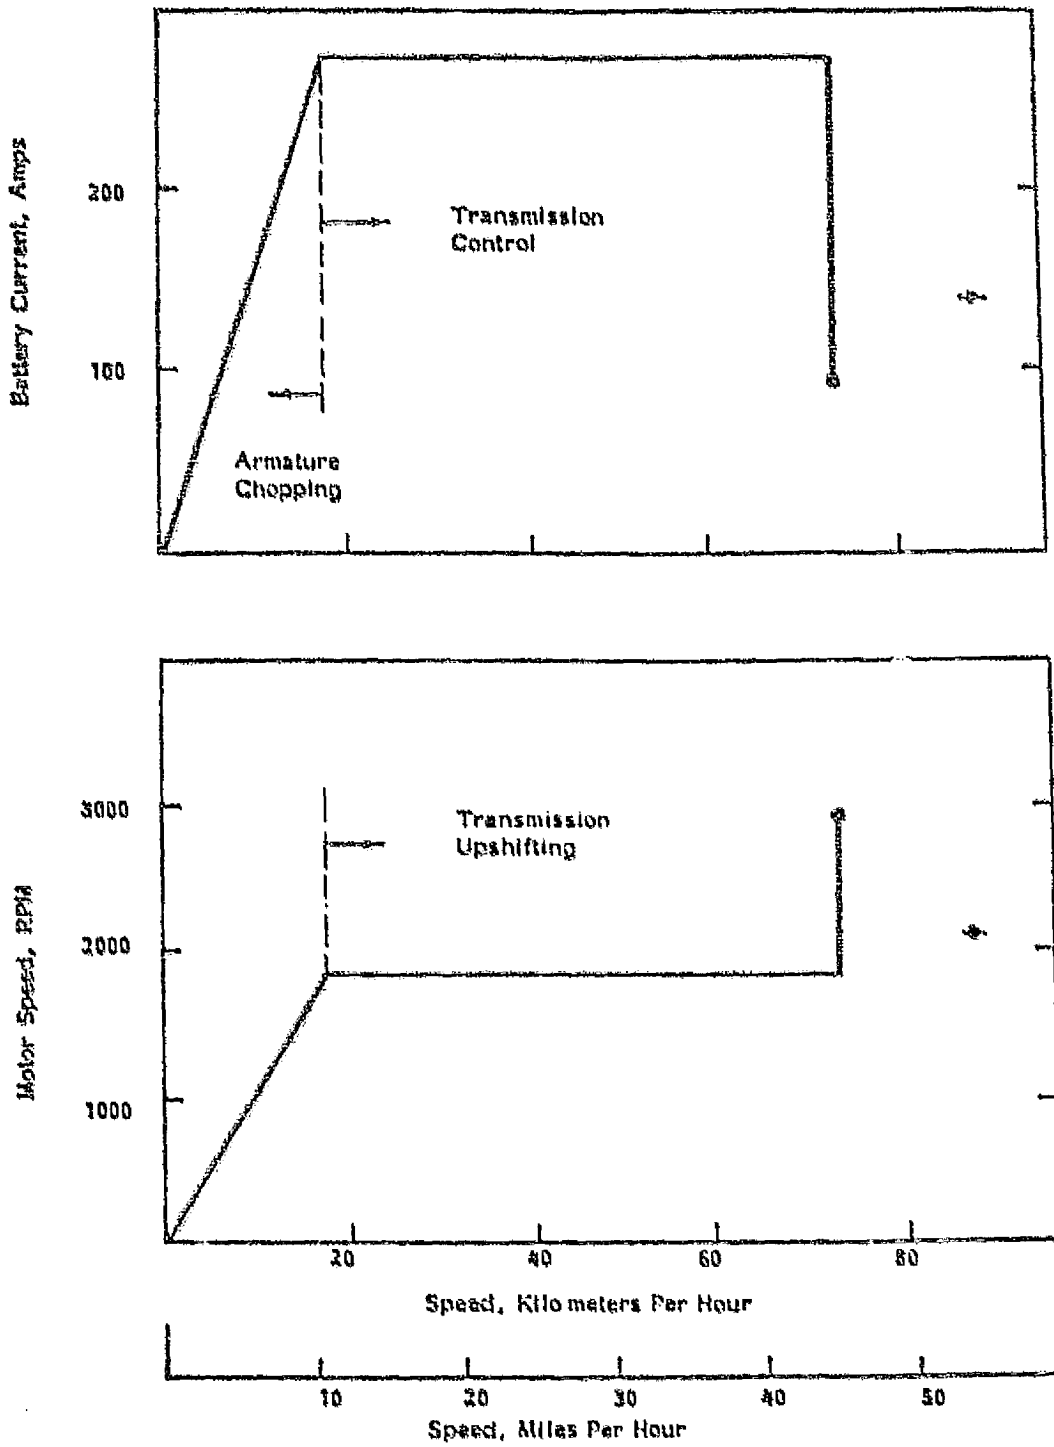 Battery Current, Amps
200
100
Transmission
Control
Armature
Chopping
Motor Speed, RPM
3000
2000
1000
Transmission
Upshifting
20 40 60 80
Speed, Kilometers Per Hour
10 20 30 40 50
Speed, Miles Per Hour